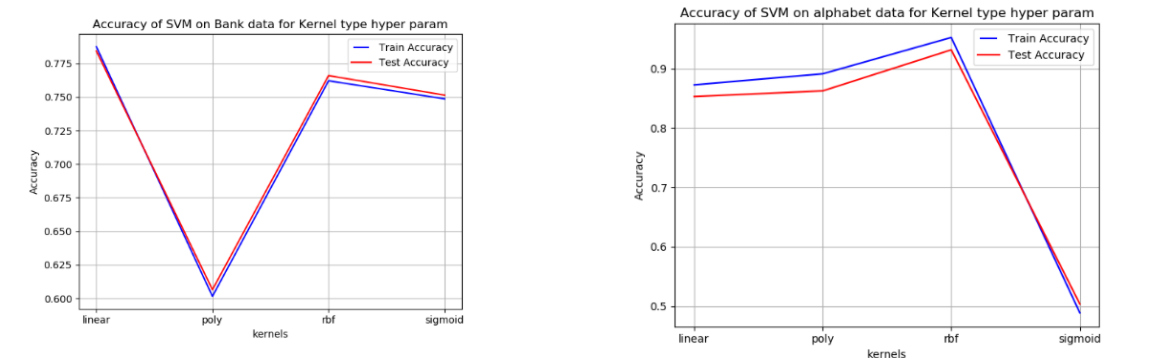 Accuracy of SVM on Bank data for Kernel type hyper param
Train Accuracy
Test Accuracy
0.775
0.750
0.725
0.700
0.675
0.650
0.625
0.600
Accuracy
linear poly rbf sigmoid
kernels
Accuracy of SVM on alphabet data for Kernel type hyper param
Train Accuracy
Test Accuracy
0.9
0.8
0.7
0.6
0.5
Accuracy
linear poly rbf sigmoid
kernels